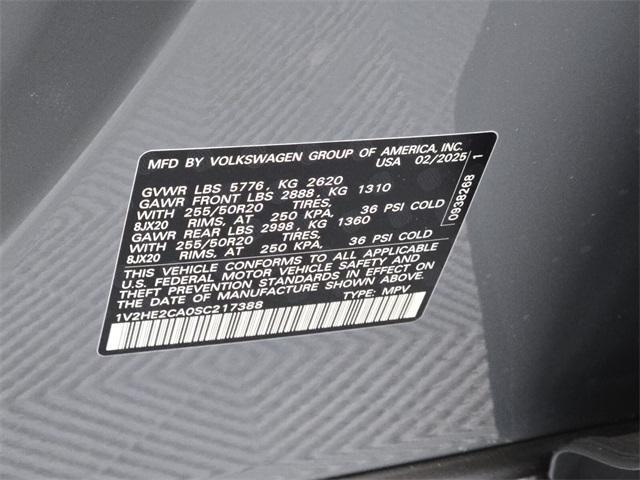 MFD BY VOLKSWAGEN GROUP OF AMERICA, INC.
USA 02/2025
GVWR LBS 5776, KG 2620
GAWR FRONT LBS 2888, KG 1310
WITH 255/50R20 TIRES,
8JX20 RIMS, AT 250 KPA, 36 PSI COLD
GAWR REAR LBS 2998, KG 1360
WITH 255/50R20 TIRES,
8JX20 RIMS, AT 250 KPA, 36 PSI COLD
THIS VEHICLE CONFORMS TO ALL APPLICABLE
U.S. FEDERAL MOTOR VEHICLE SAFETY AND
THEFT PREVENTION STANDARDS IN EFFECT ON
THE DATE OF MANUFACTURE SHOWN ABOVE
1V2HE2CA0SC217388 TYPE: MPV
0938268 1